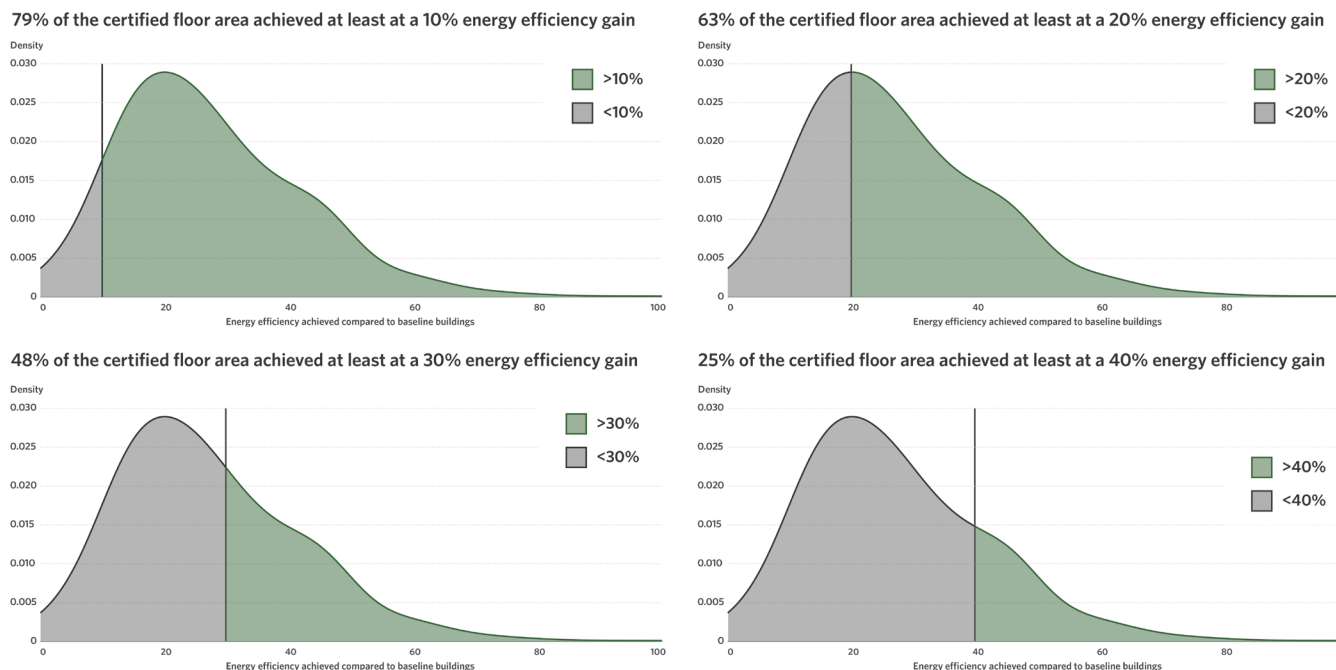 79% of the certified floor area achieved at least at a 10% energy efficiency gain
Density
0.030
0.025
0.020
0.015
0.010
0.005
0
0 20 40 60 80 100
Energy efficiency achieved compared to baseline buildings
>10%
<10%
63% of the certified floor area achieved at least at a 20% energy efficiency gain
Density
0.030
0.025
0.020
0.015
0.010
0.005
0
0 20 40 60 80
Energy efficiency achieved compared to baseline buildings
>20%
<20%
48% of the certified floor area achieved at least at a 30% energy efficiency gain
Density
0.030
0.025
0.020
0.015
0.010
0.005
0
0 20 40 60 80 100
Energy efficiency achieved compared to baseline buildings
>30%
<30%
25% of the certified floor area achieved at least at a 40% energy efficiency gain
Density
0.030
0.025
0.020
0.015
0.010
0.005
0
0 20 40 60 80
Energy efficiency achieved compared to baseline buildings
>40%
<40%